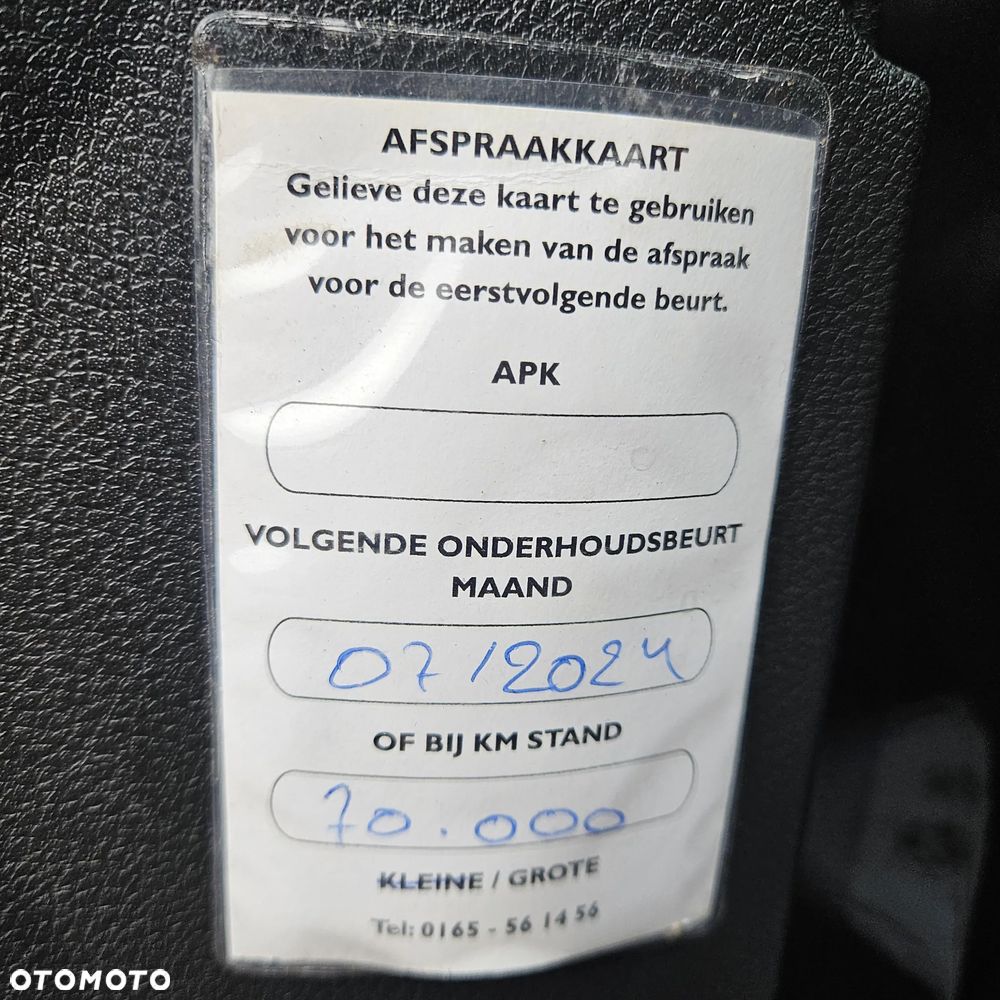 AFSPRAAKKAART
Gelieve deze kaart te gebruiken
voor het maken van de afspraak
voor de eerstvolgende beurt.
APK
VOLGENDE ONDERHOUDSBEURT
MAAND
07/2024
OF BIJ KM STAND
70.000
KLEINE / GROTE
Tel: 0165 - 56 14 56
OTOMOTO